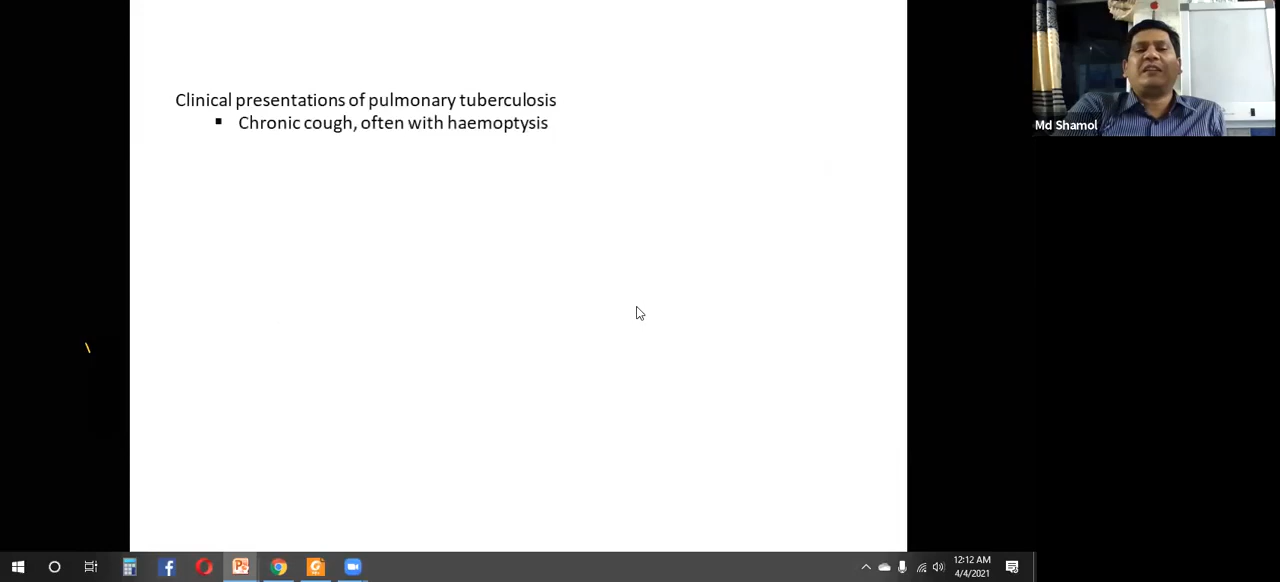 Clinical presentations of pulmonary tuberculosis
▪ Chronic cough, often with haemoptysis
Md Shamol
12:12 AM
4/4/2021